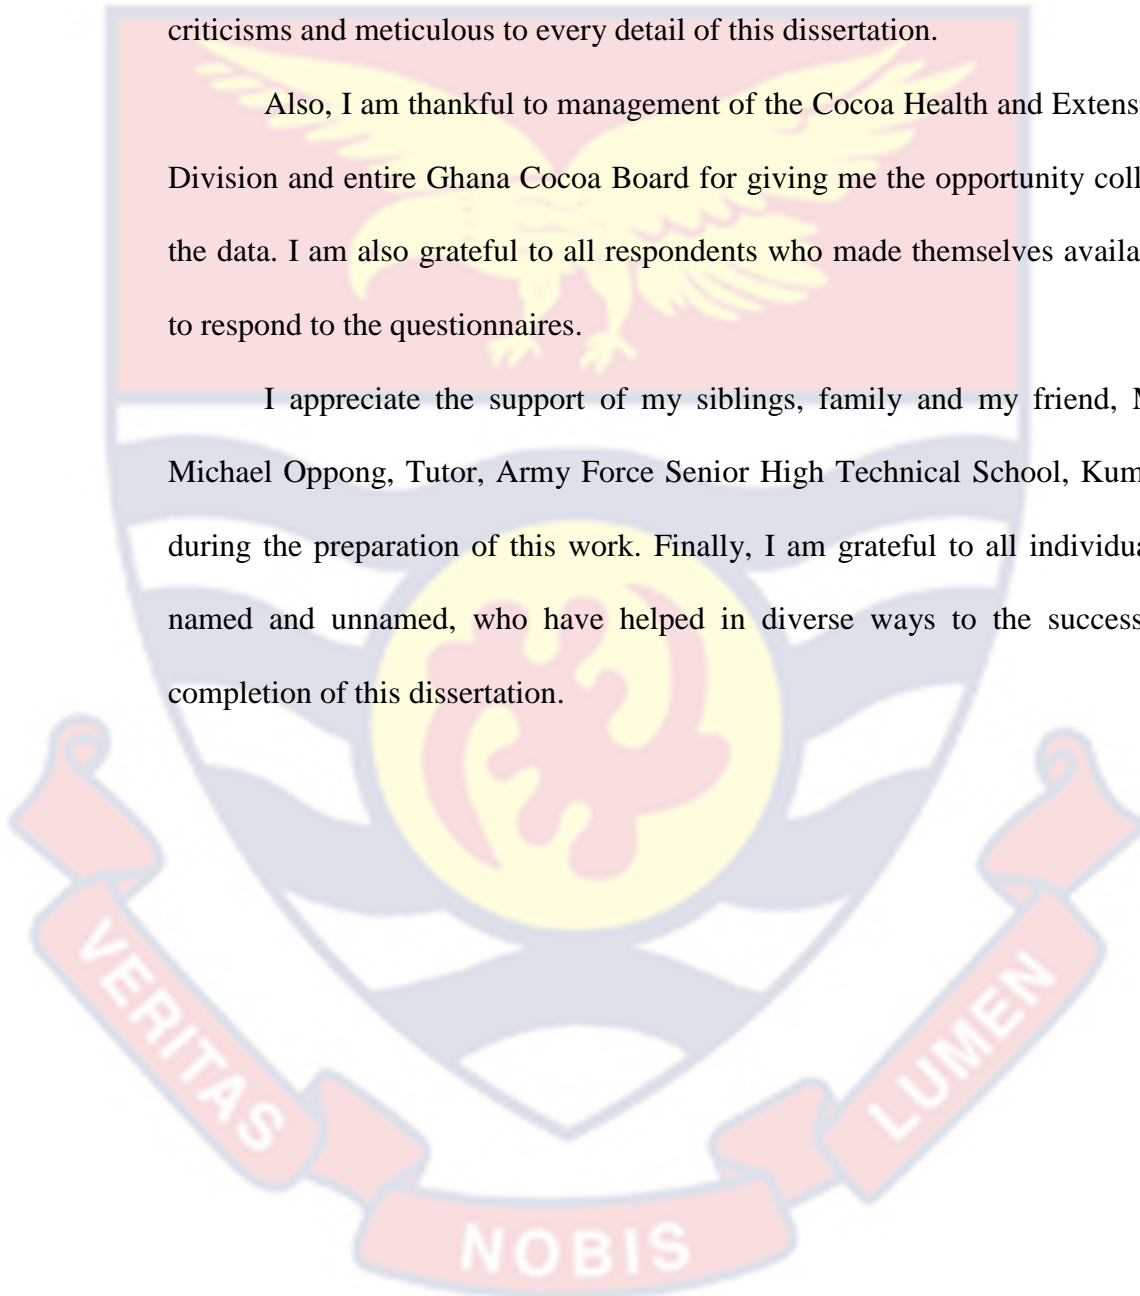 criticisms and meticulous to every detail of this dissertation.
Also, I am thankful to management of the Cocoa Health and Extens
Division and entire Ghana Cocoa Board for giving me the opportunity coll
the data. I am also grateful to all respondents who made themselves availa
to respond to the questionnaires.
I appreciate the support of my siblings, family and my friend, M
Michael Oppong, Tutor, Army Force Senior High Technical School, Kum
during the preparation of this work. Finally, I am grateful to all individua
named and unnamed, who have helped in diverse ways to the success
completion of this dissertation.
VERITAS
NOBIS
LUMEN